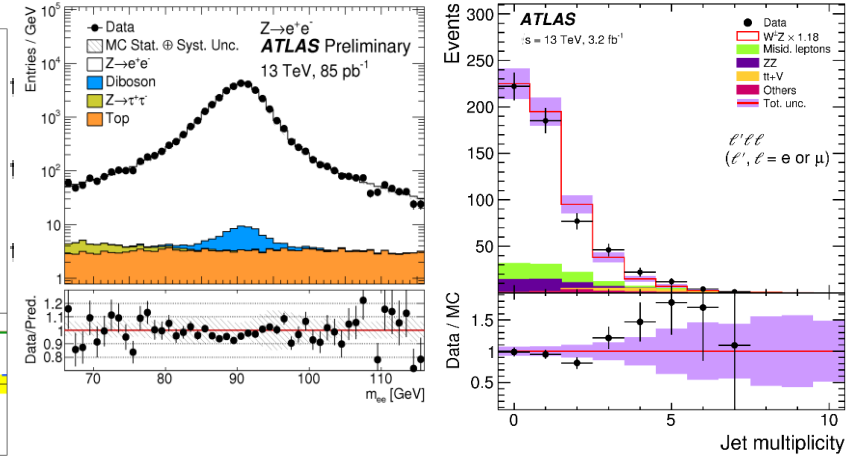 Entries / GeV
10⁵
10⁴
10³
10²
10
1
Data
MC Stat. ⊕ Syst. Unc.
Z→e⁺e⁻
Diboson
Z→τ⁺τ⁻
Top
Z→e⁺e⁻
ATLAS Preliminary
13 TeV, 85 pb⁻¹
Data/Pred.
1.2
1.1
1
0.9
0.8
70 80 90 100 110
mₑₑ [GeV]
Events
300
250
200
150
100
50
ATLAS
s = 13 TeV, 3.2 fb⁻¹
Data
W^±Z × 1.18
Misid. leptons
ZZ
tt+V
Others
Tot. unc.
ℓ'ℓℓ
(ℓ', ℓ = e or μ)
Data / MC
1.5
1
0.5
0 5 10
Jet multiplicity